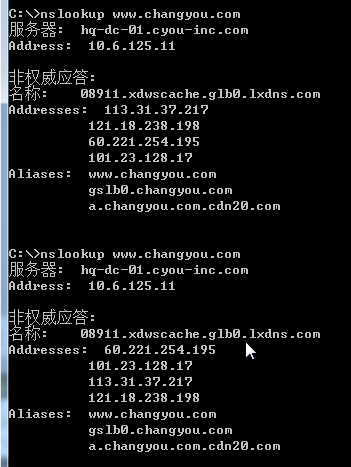 C:\>nslookup www.changyou.com
服务器:  hq-dc-01.cyou-inc.com
Address:  10.6.125.11
非权威应答:
名称:    08911.xdwscache.glb0.lxdns.com
Addresses:  113.31.37.217
121.18.238.198
60.221.254.195
101.23.128.17
Aliases:  www.changyou.com
gslb0.changyou.com
a.changyou.com.cdn20.com
C:\>nslookup www.changyou.com
服务器:  hq-dc-01.cyou-inc.com
Address:  10.6.125.11
非权威应答:
名称:    08911.xdwscache.glb0.lxdns.com
Addresses:  60.221.254.195
101.23.128.17
113.31.37.217
121.18.238.198
Aliases:  www.changyou.com
gslb0.changyou.com
a.changyou.com.cdn20.com